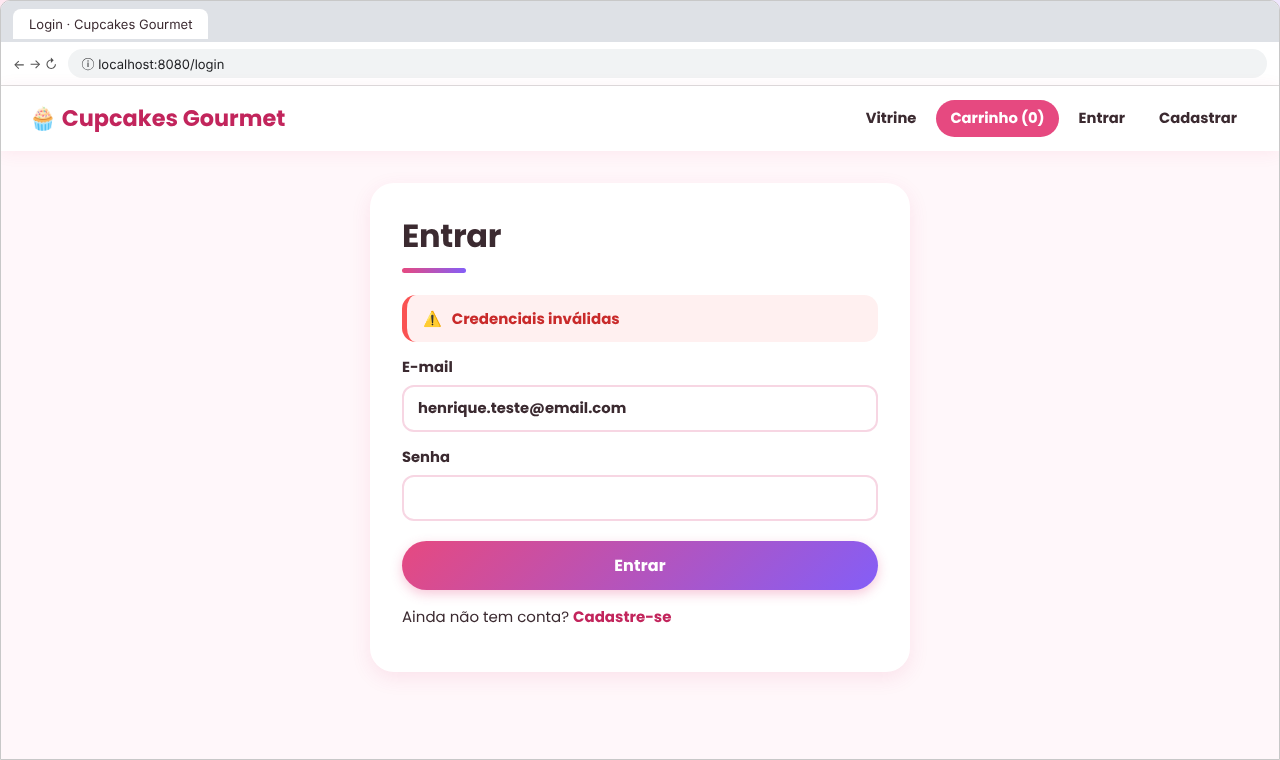 Login · Cupcakes Gourmet
localhost:8080/login
Cupcakes Gourmet
Vitrine Carrinho (0) Entrar Cadastrar
Entrar
Credenciais inválidas
E-mail
henrique.teste@email.com
Senha
Entrar
Ainda não tem conta? Cadastre-se